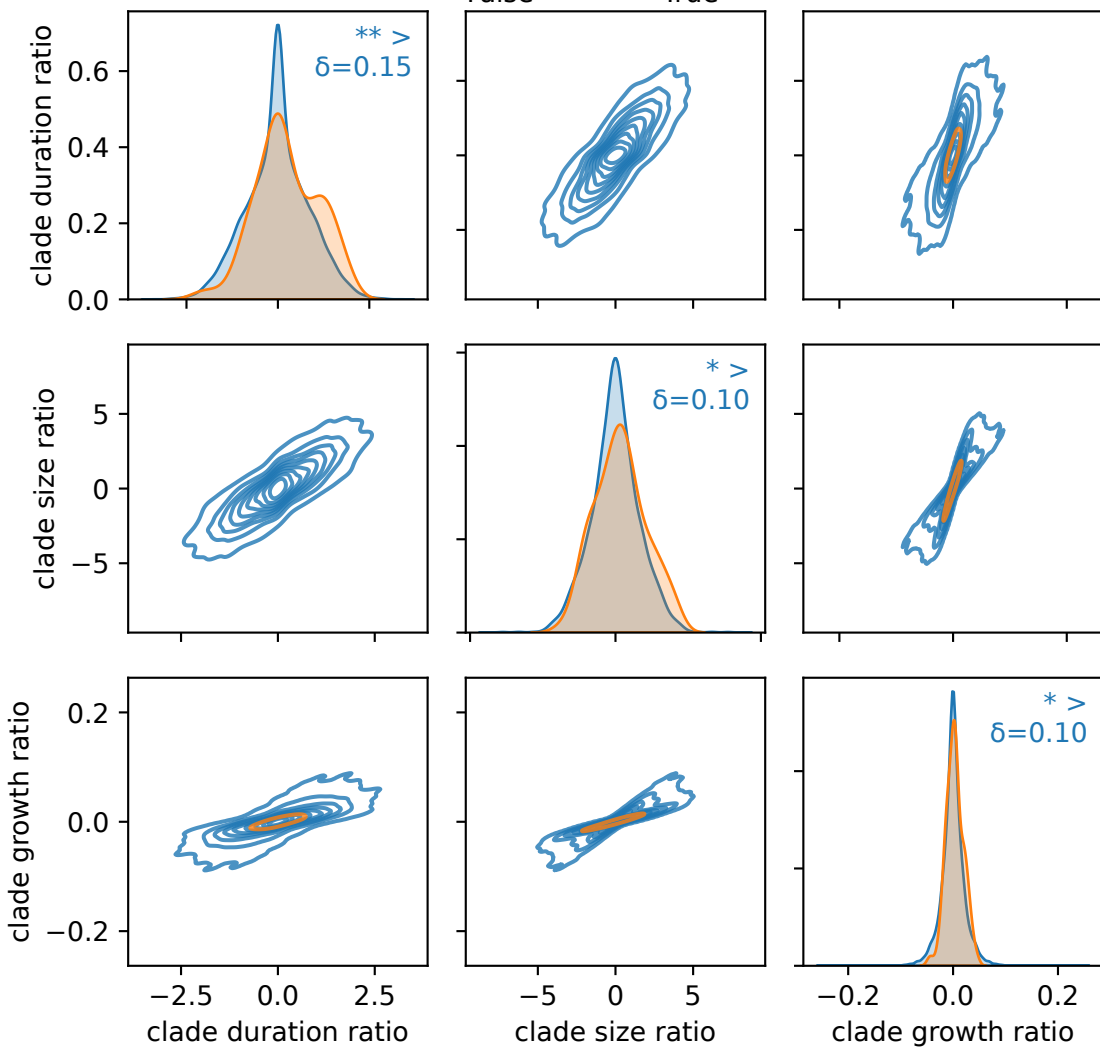 clade duration ratio
0.6
0.4
0.2
0.0
** >
δ=0.15
clade size ratio
5
0
−5
* >
δ=0.10
clade growth ratio
0.2
0.0
−0.2
* >
δ=0.10
−2.5 0.0 2.5
−5 0 5
−0.2 0.0 0.2
clade duration ratio
clade size ratio
clade growth ratio